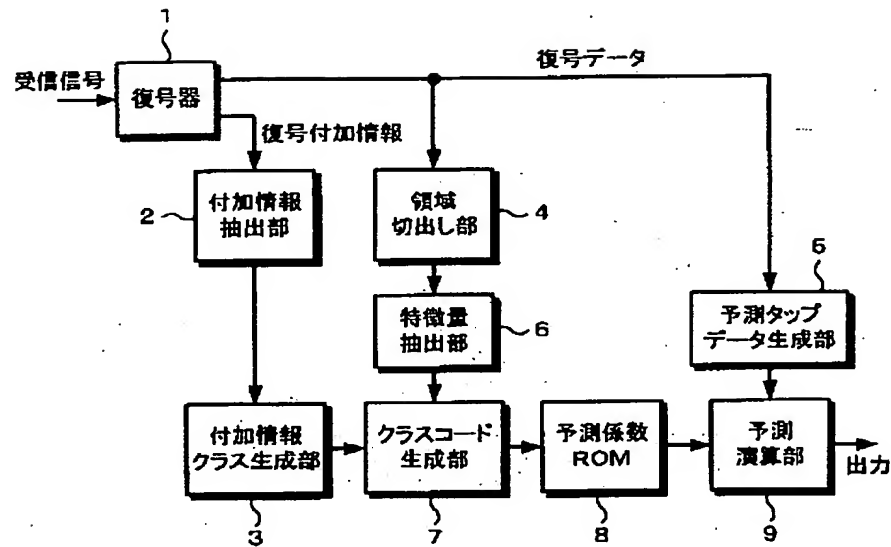 1
受信信号
復号器
復号データ
復号付加情報
2
付加情報
抽出部
領域
切出し部
4
5
予測タップ
データ生成部
特徴量
抽出部
6
付加情報
クラス生成部
クラスコード
生成部
予測係数
ROM
予測
演算部
出力
3
7
8
9